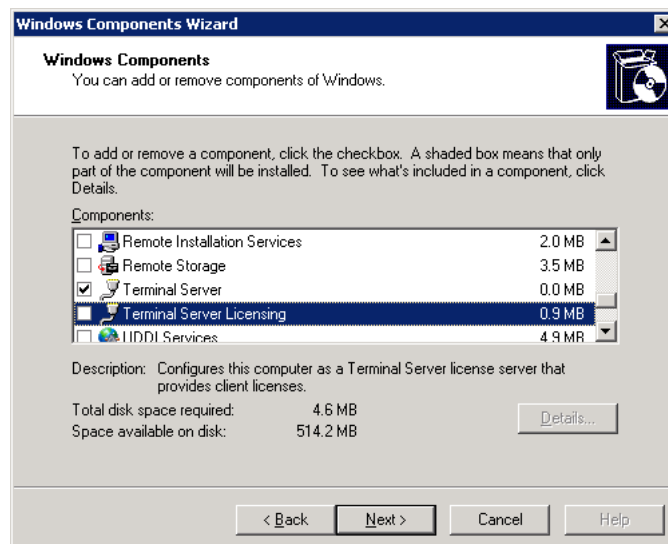 Windows Components Wizard
Windows Components
You can add or remove components of Windows.
To add or remove a component, click the checkbox. A shaded box means that only
part of the component will be installed. To see what's included in a component, click
Details.
Components:
Remote Installation Services 2.0 MB
Remote Storage 3.5 MB
Terminal Server 0.0 MB
Terminal Server Licensing 0.9 MB
UDDI Services 4.9 MB
Description: Configures this computer as a Terminal Server license server that
provides client licenses.
Total disk space required: 4.6 MB
Space available on disk: 514.2 MB
Details...
< Back Next > Cancel Help